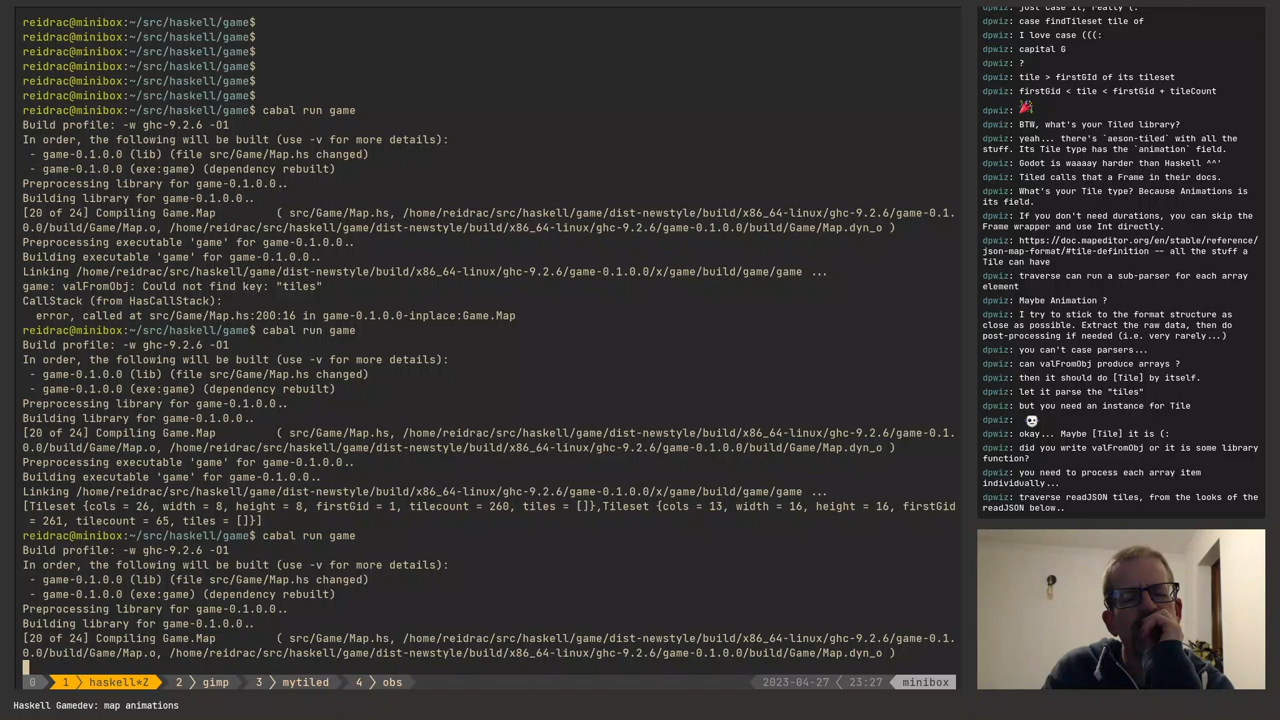 reidrac@minibox:~/src/haskell/game$
reidrac@minibox:~/src/haskell/game$
reidrac@minibox:~/src/haskell/game$
reidrac@minibox:~/src/haskell/game$
reidrac@minibox:~/src/haskell/game$
reidrac@minibox:~/src/haskell/game$
reidrac@minibox:~/src/haskell/game$ cabal run game
Build profile: -w ghc-9.2.6 -O1
In order, the following will be built (use -v for more details):
- game-0.1.0.0 (lib) (file src/Game/Map.hs changed)
- game-0.1.0.0 (exe:game) (dependency rebuilt)
Preprocessing library for game-0.1.0.0..
Building library for game-0.1.0.0..
[20 of 24] Compiling Game.Map ( src/Game/Map.hs, /home/reidrac/src/haskell/game/dist-newstyle/build/x86_64-linux/ghc-9.2.6/game-0.1.
0.0/build/Game/Map.o, /home/reidrac/src/haskell/game/dist-newstyle/build/x86_64-linux/ghc-9.2.6/game-0.1.0.0/build/Game/Map.dyn_o )
Preprocessing executable 'game' for game-0.1.0.0..
Building executable 'game' for game-0.1.0.0..
Linking /home/reidrac/src/haskell/game/dist-newstyle/build/x86_64-linux/ghc-9.2.6/game-0.1.0.0/x/game/build/game/game ...
game: valFromObj: Could not find key: "tiles"
CallStack (from HasCallStack):
error, called at src/Game/Map.hs:200:16 in game-0.1.0.0-inplace:Game.Map
reidrac@minibox:~/src/haskell/game$ cabal run game
Build profile: -w ghc-9.2.6 -O1
In order, the following will be built (use -v for more details):
- game-0.1.0.0 (lib) (file src/Game/Map.hs changed)
- game-0.1.0.0 (exe:game) (dependency rebuilt)
Preprocessing library for game-0.1.0.0..
Building library for game-0.1.0.0..
[20 of 24] Compiling Game.Map ( src/Game/Map.hs, /home/reidrac/src/haskell/game/dist-newstyle/build/x86_64-linux/ghc-9.2.6/game-0.1.
0.0/build/Game/Map.o, /home/reidrac/src/haskell/game/dist-newstyle/build/x86_64-linux/ghc-9.2.6/game-0.1.0.0/build/Game/Map.dyn_o )
Preprocessing executable 'game' for game-0.1.0.0..
Building executable 'game' for game-0.1.0.0..
Linking /home/reidrac/src/haskell/game/dist-newstyle/build/x86_64-linux/ghc-9.2.6/game-0.1.0.0/x/game/build/game/game ...
[Tileset {cols = 26, width = 8, height = 8, firstGid = 1, tilecount = 260, tiles = []},Tileset {cols = 13, width = 16, height = 16, firstGid
= 261, tilecount = 65, tiles = []}]
reidrac@minibox:~/src/haskell/game$ cabal run game
Build profile: -w ghc-9.2.6 -O1
In order, the following will be built (use -v for more details):
- game-0.1.0.0 (lib) (file src/Game/Map.hs changed)
- game-0.1.0.0 (exe:game) (dependency rebuilt)
Preprocessing library for game-0.1.0.0..
Building library for game-0.1.0.0..
[20 of 24] Compiling Game.Map ( src/Game/Map.hs, /home/reidrac/src/haskell/game/dist-newstyle/build/x86_64-linux/ghc-9.2.6/game-0.1.
0.0/build/Game/Map.o, /home/reidrac/src/haskell/game/dist-newstyle/build/x86_64-linux/ghc-9.2.6/game-0.1.0.0/build/Game/Map.dyn_o )
0 1 haskell*Z 2 gimp 3 mytiled 4 obs 2023-04-27 23:27 minibox
Haskell Gamedev: map animations
dpwiz: just case it, really (:
dpwiz: case findTileset tile of
dpwiz: I love case (((:
dpwiz: capital G
dpwiz: ?
dpwiz: tile > firstGId of its tileset
dpwiz: firstGid < tile < firstGid + tileCount
dpwiz:
dpwiz: BTW, what's your Tiled library?
dpwiz: yeah... there's `aeson-tiled` with all the
stuff. Its Tile type has the `animation` field.
dpwiz: Godot is waaaay harder than Haskell ^^'
dpwiz: Tiled calls that a Frame in their docs.
dpwiz: What's your Tile type? Because Animations is
its field.
dpwiz: If you don't need durations, you can skip the
Frame wrapper and use Int directly.
dpwiz: https://doc.mapeditor.org/en/stable/reference/
json-map-format/#tile-definition -- all the stuff a
Tile can have
dpwiz: traverse can run a sub-parser for each array
element
dpwiz: Maybe Animation ?
dpwiz: I try to stick to the format structure as
close as possible. Extract the raw data, then do
post-processing if needed (i.e. very rarely...)
dpwiz: you can't case parsers...
dpwiz: can valFromObj produce arrays ?
dpwiz: then it should do [Tile] by itself.
dpwiz: let it parse the "tiles"
dpwiz: but you need an instance for Tile
dpwiz:
dpwiz: okay... Maybe [Tile] it is (:
dpwiz: did you write valFromObj or it is some library
function?
dpwiz: you need to process each array item
individually...
dpwiz: traverse readJSON tiles, from the looks of the
readJSON below..